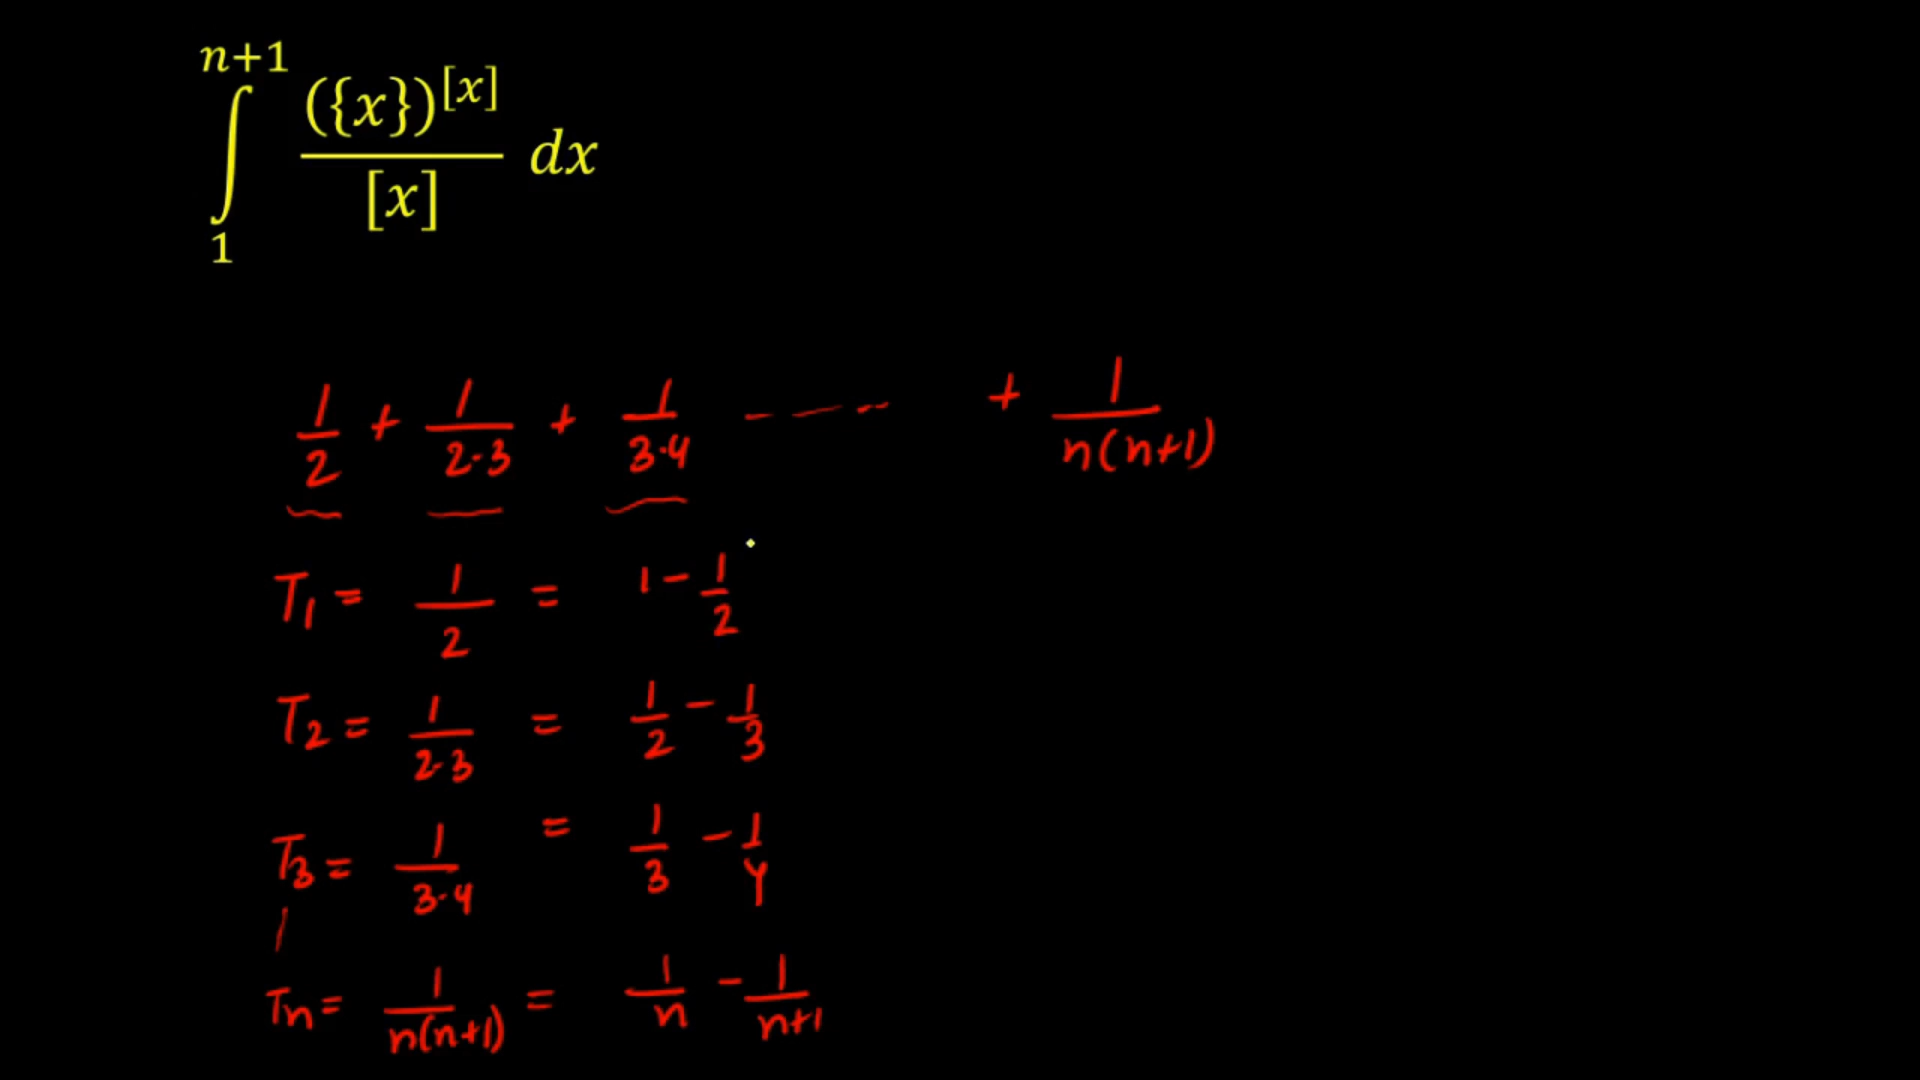 ∫₁ⁿ⁺¹ ({x})^[x] / [x] dx
1/2 + 1/(2·3) + 1/(3·4) ---- + 1/(n(n+1))
T₁ = 1/2 = 1 - 1/2
T₂ = 1/(2·3) = 1/2 - 1/3
T₃ = 1/(3·4) = 1/3 - 1/4
Tn = 1/(n(n+1)) = 1/n - 1/(n+1)